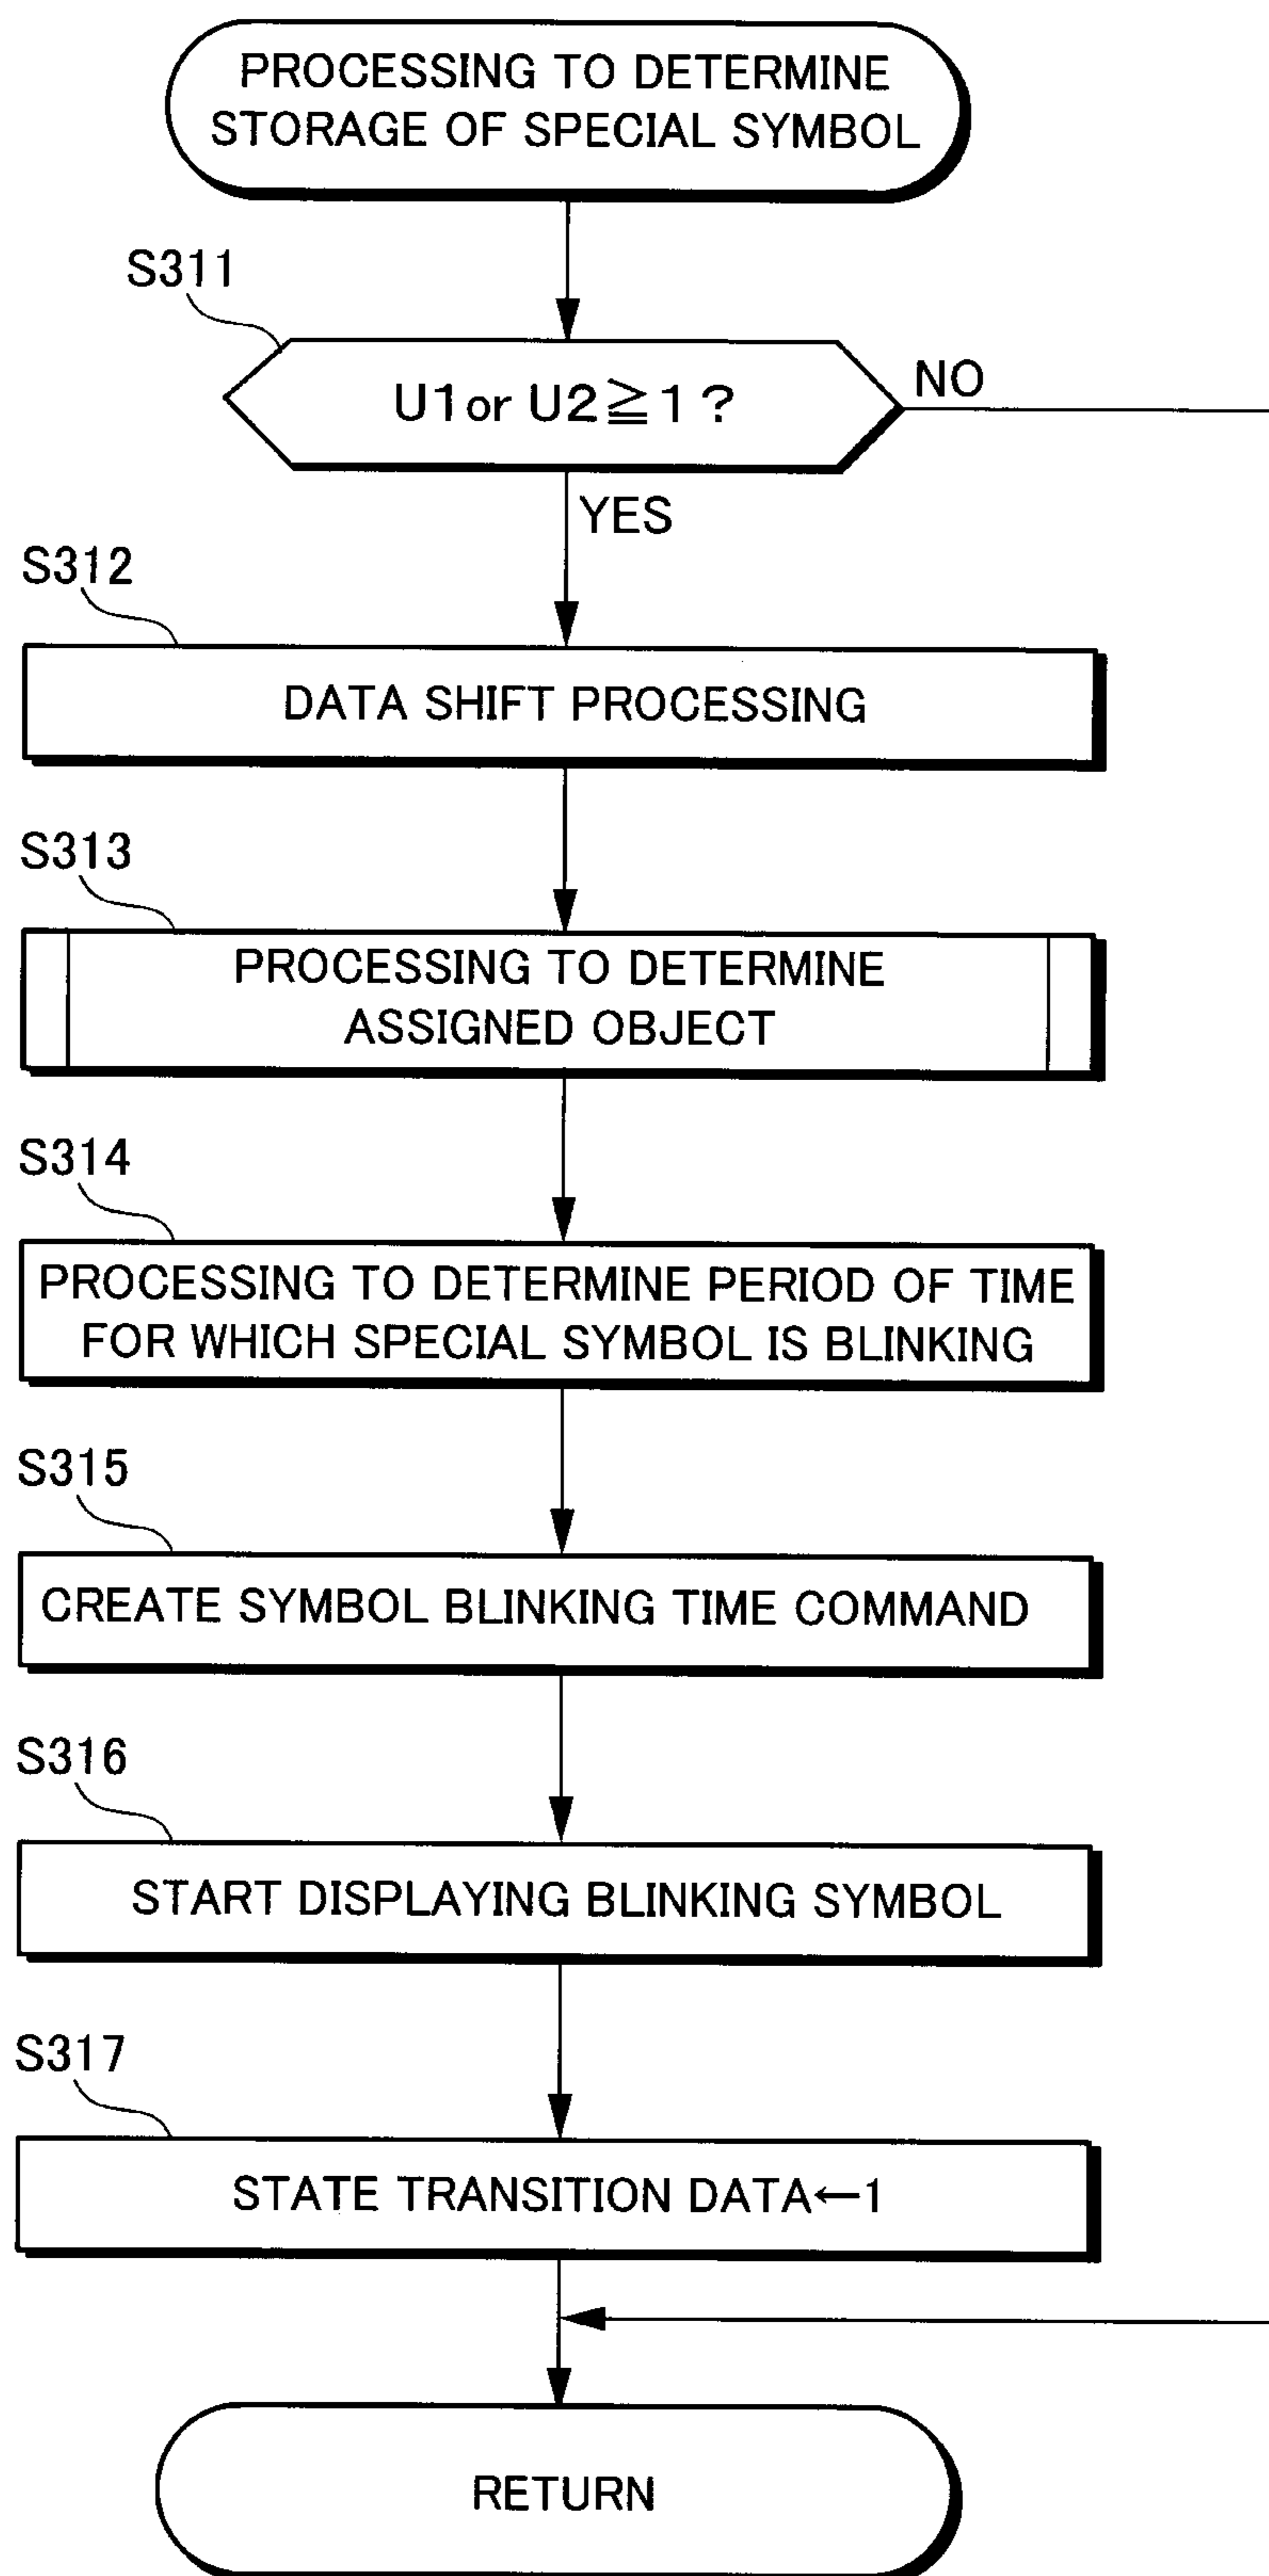 PROCESSING TO DETERMINE
STORAGE OF SPECIAL SYMBOL
S311
U1or U2≧1?
NO
YES
S312
DATA SHIFT PROCESSING
S313
PROCESSING TO DETERMINE
ASSIGNED OBJECT
S314
PROCESSING TO DETERMINE PERIOD OF TIME
FOR WHICH SPECIAL SYMBOL IS BLINKING
S315
CREATE SYMBOL BLINKING TIME COMMAND
S316
START DISPLAYING BLINKING SYMBOL
S317
STATE TRANSITION DATA←1
RETURN